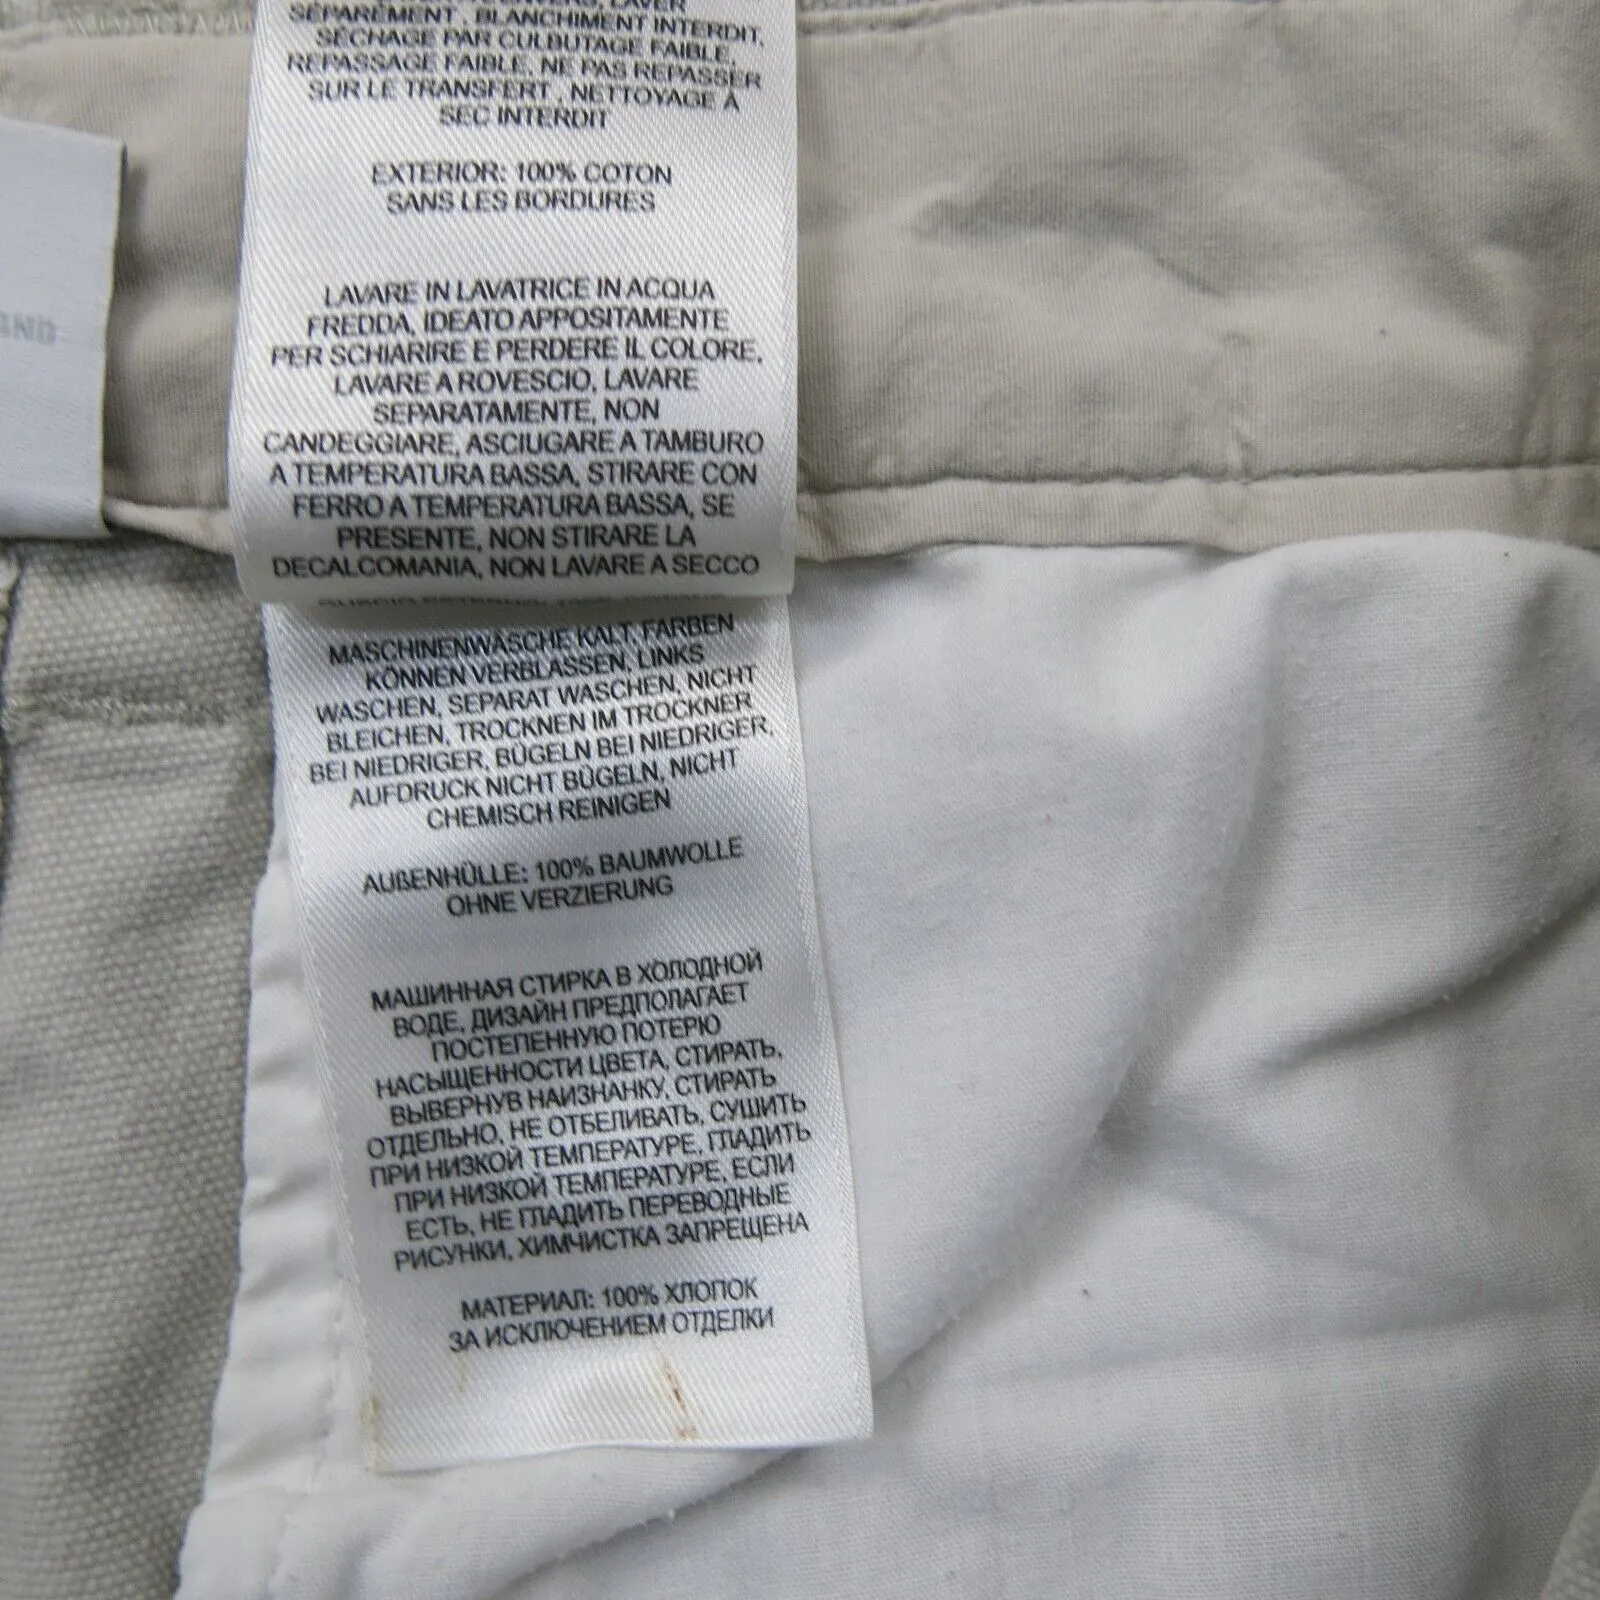 LAVER
SÉPARÉMENT, BLANCHIMENT INTERDIT,
SÉCHAGE PAR CULBUTAGE FAIBLE,
REPASSAGE FAIBLE, NE PAS REPASSER
SUR LE TRANSFERT , NETTOYAGE À
SEC INTERDIT
EXTERIOR: 100% COTON
SANS LES BORDURES
LAVARE IN LAVATRICE IN ACQUA
FREDDA, IDEATO APPOSITAMENTE
PER SCHIARIRE E PERDERE IL COLORE,
LAVARE A ROVESCIO, LAVARE
SEPARATAMENTE, NON
CANDEGGIARE, ASCIUGARE A TAMBURO
A TEMPERATURA BASSA, STIRARE CON
FERRO A TEMPERATURA BASSA, SE
PRESENTE, NON STIRARE LA
DECALCOMANIA, NON LAVARE A SECCO
MASCHINENWÄSCHE KALT, FARBEN
KÖNNEN VERBLASSEN, LINKS
WASCHEN, SEPARAT WASCHEN, NICHT
BLEICHEN, TROCKNEN IM TROCKNER
BEI NIEDRIGER, BÜGELN BEI NIEDRIGER,
AUFDRUCK NICHT BÜGELN, NICHT
CHEMISCH REINIGEN
AUßENHÜLLE: 100% BAUMWOLLE
OHNE VERZIERUNG
МАШИННАЯ СТИРКА В ХОЛОДНОЙ
ВОДЕ, ДИЗАЙН ПРЕДПОЛАГАЕТ
ПОСТЕПЕННУЮ ПОТЕРЮ
НАСЫЩЕННОСТИ ЦВЕТА, СТИРАТЬ,
ВЫВЕРНУВ НАИЗНАНКУ, СТИРАТЬ
ОТДЕЛЬНО, НЕ ОТБЕЛИВАТЬ, СУШИТЬ
ПРИ НИЗКОЙ ТЕМПЕРАТУРЕ, ГЛАДИТЬ
ПРИ НИЗКОЙ ТЕМПЕРАТУРЕ, ЕСЛИ
ЕСТЬ, НЕ ГЛАДИТЬ ПЕРЕВОДНЫЕ
РИСУНКИ, ХИМЧИСТКА ЗАПРЕЩЕНА
МАТЕРИАЛ: 100% ХЛОПОК
ЗА ИСКЛЮЧЕНИЕМ ОТДЕЛКИ